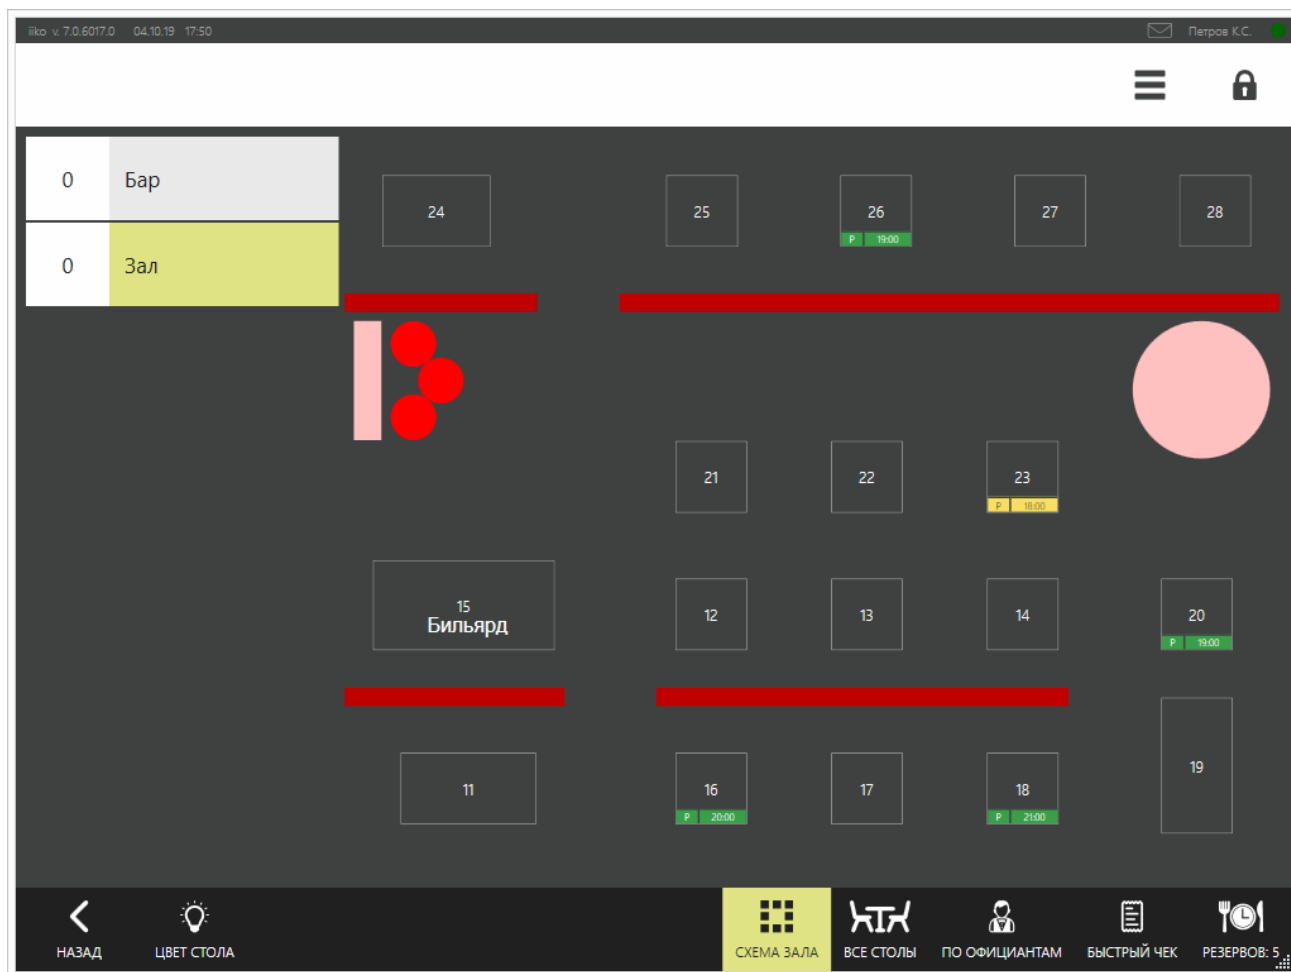 iiko v. 7.0.6017.0 04.10.19 17:50 Петров К.С.
0 Бар
0 Зал
24 25 26 27 28
P 19:00
21 22 23
P 18:00
15
Бильярд
12 13 14 20
P 19:00
19
11 16 17 18
P 20:00 P 21:00
НАЗАД ЦВЕТ СТОЛА СХЕМА ЗАЛА ВСЕ СТОЛЫ ПО ОФИЦИАНТАМ БЫСТРЫЙ ЧЕК РЕЗЕРВОВ: 5